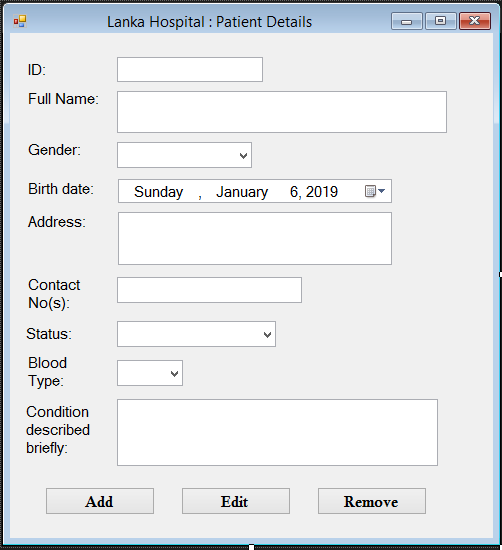 Lanka Hospital : Patient Details
ID:
Full Name:
Gender:
Birth date: Sunday , January 6, 2019
Address:
Contact
No(s):
Status:
Blood
Type:
Condition
described
briefly:
Add Edit Remove